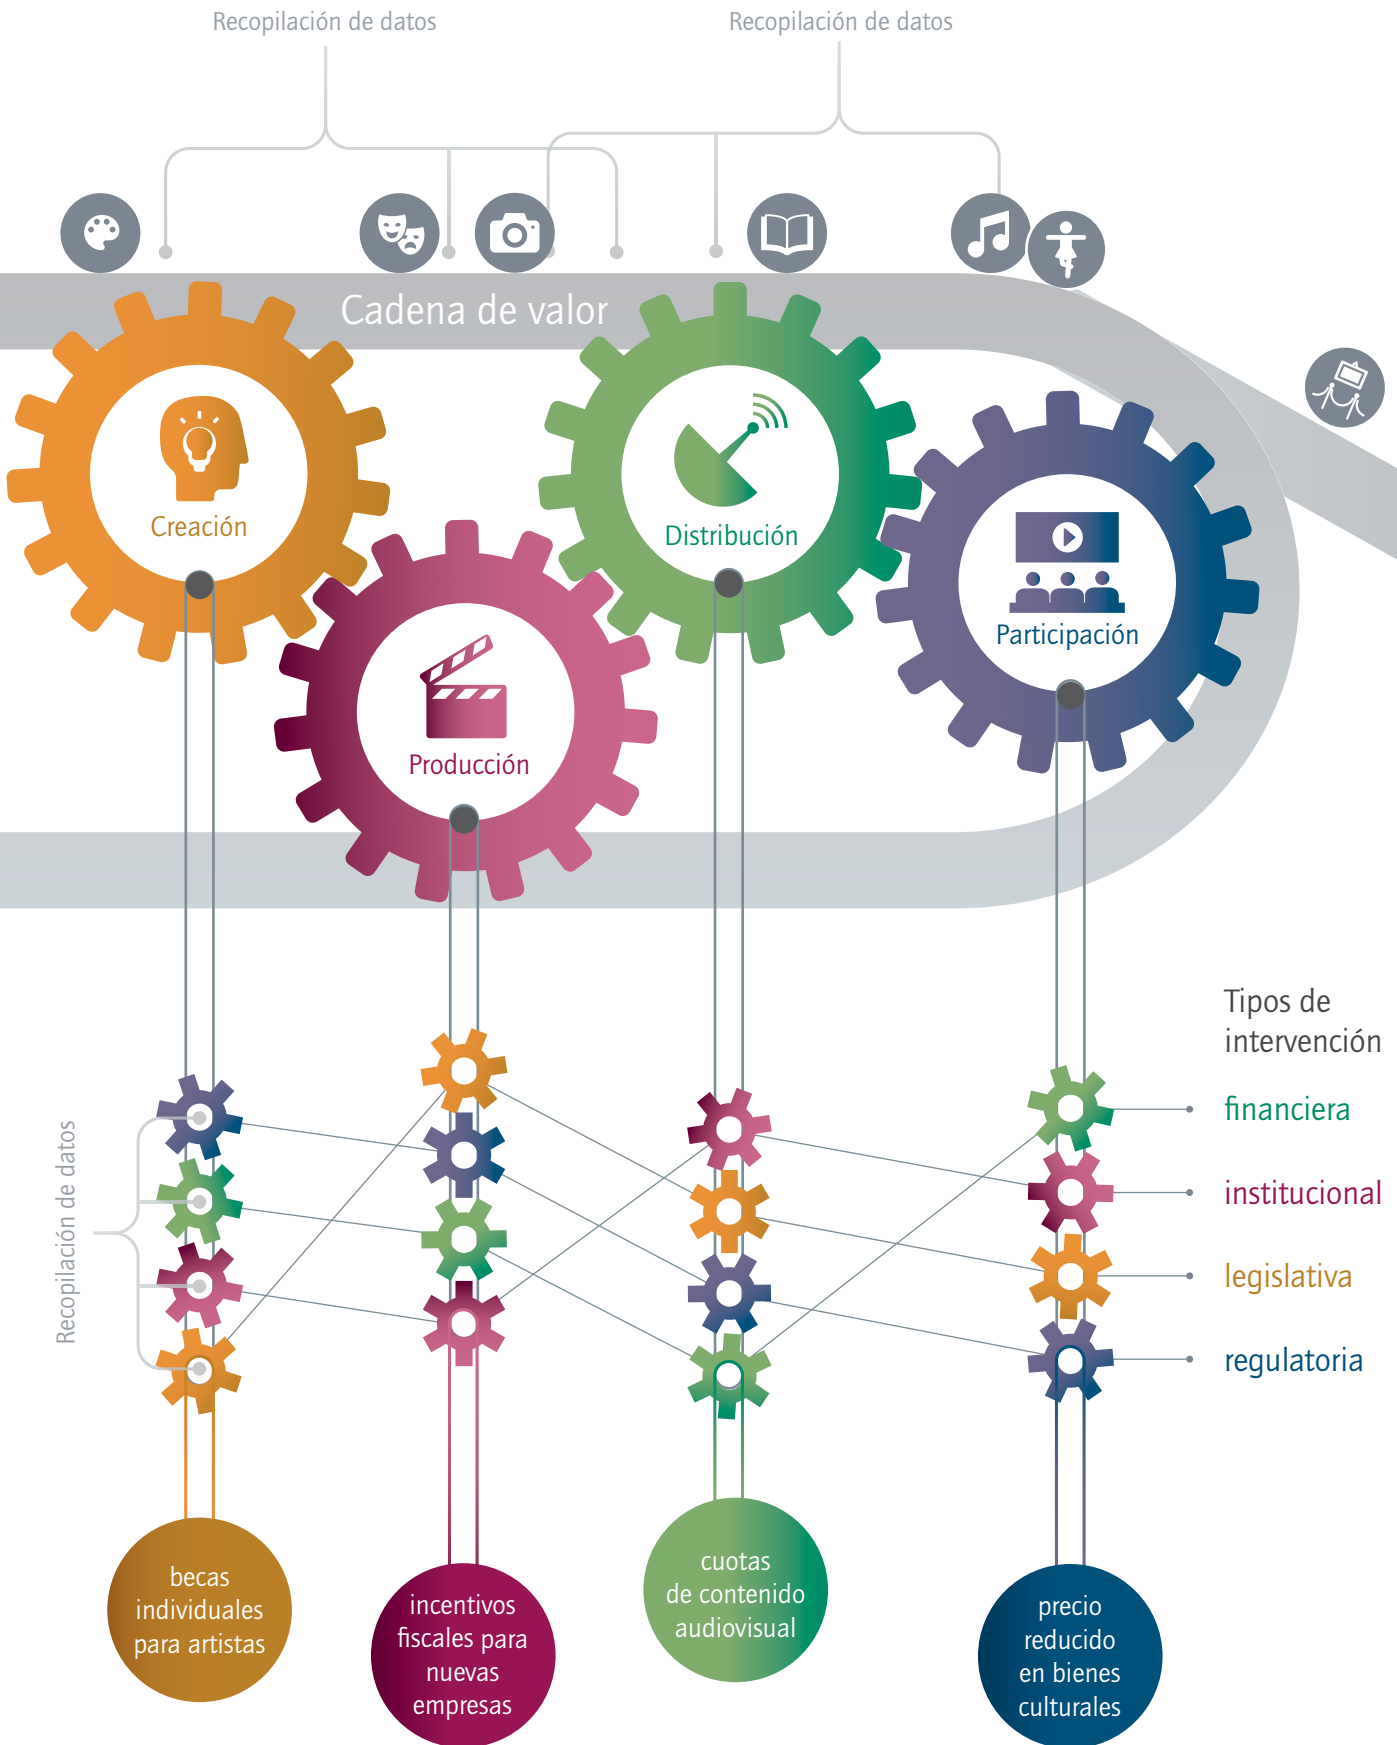 Recopilación de datos
Recopilación de datos
Cadena de valor
Creación
Distribución
Participación
Producción
Tipos de
intervención
financiera
institucional
legislativa
regulatoria
Recopilación de datos
becas
individuales
para artistas
incentivos
fiscales para
nuevas
empresas
cuotas
de contenido
audiovisual
precio
reducido
en bienes
culturales